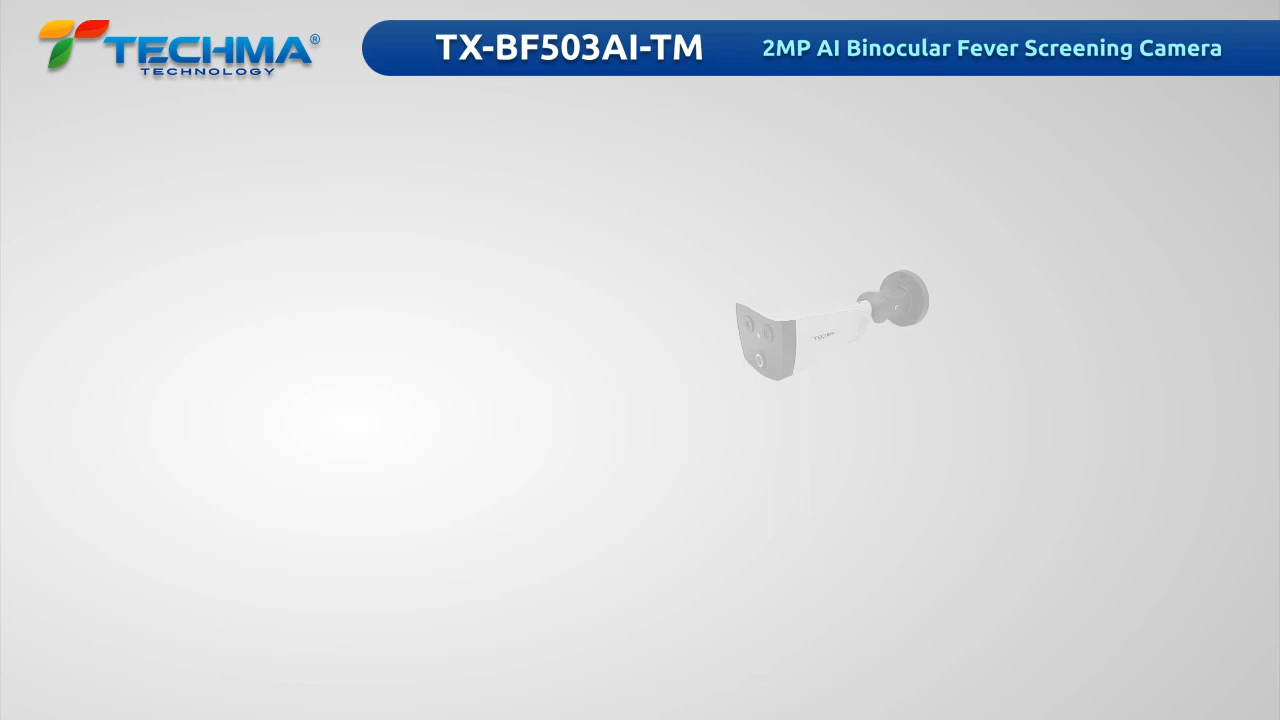 TECHMA®
TECHNOLOGY
TX-BF503AI-TM
2MP AI Binocular Fever Screening Camera